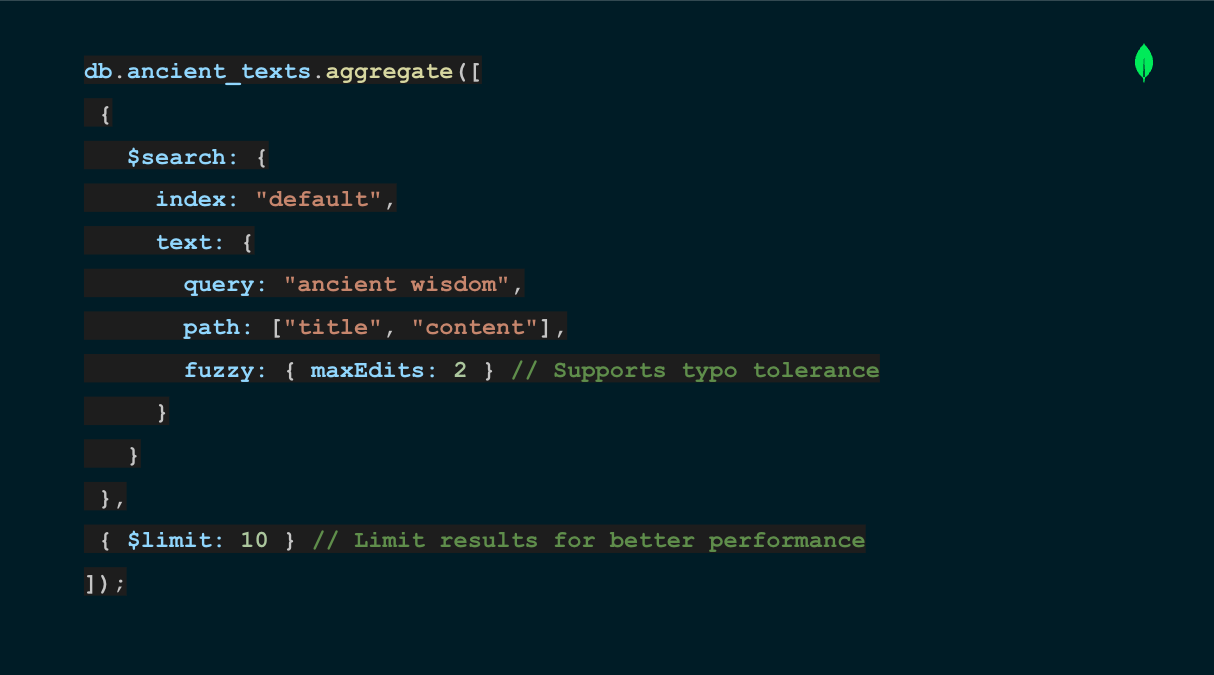 db.ancient_texts.aggregate([
 {
   $search: {
     index: "default",
     text: {
       query: "ancient wisdom",
       path: ["title", "content"],
       fuzzy: { maxEdits: 2 } // Supports typo tolerance
     }
   }
 },
 { $limit: 10 } // Limit results for better performance
]);